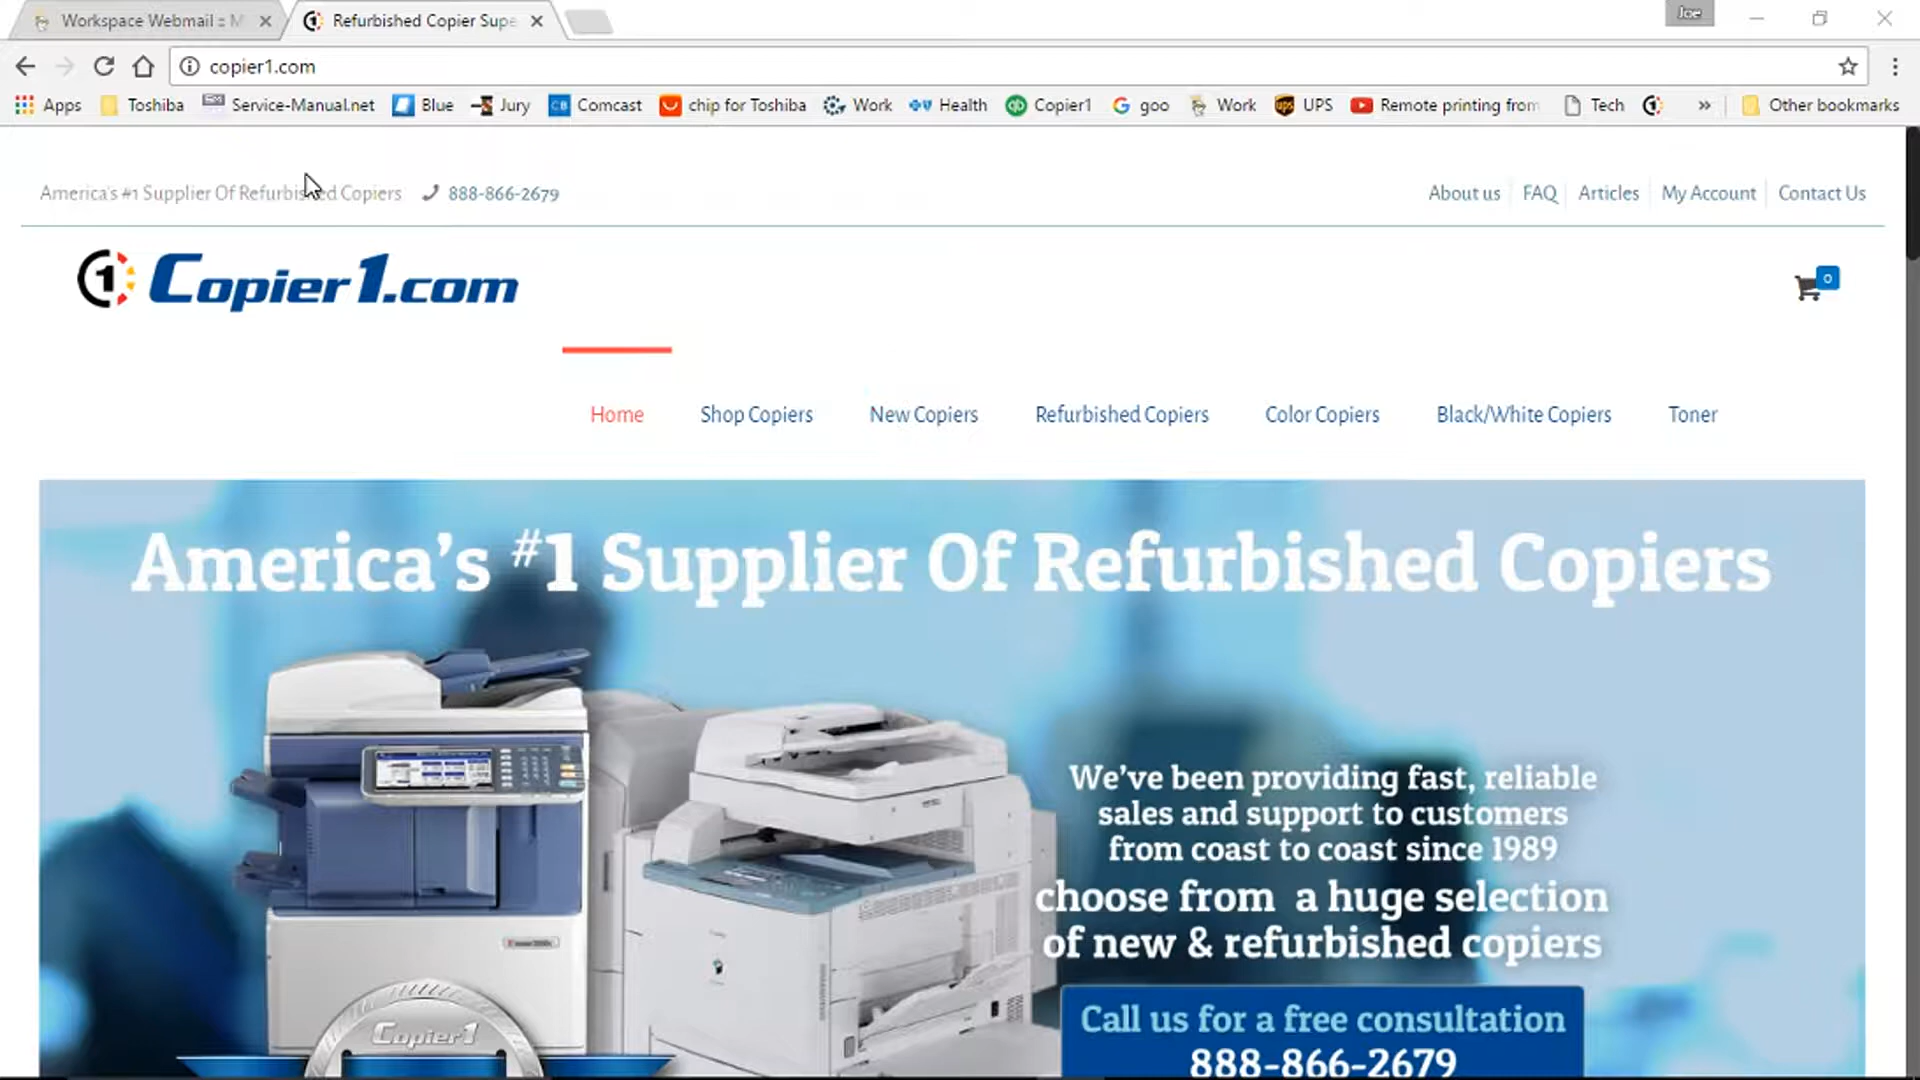 Workspace Webmail :: M
Refurbished Copier Supe
Joe
copier1.com
Apps Toshiba Service-Manual.net Blue Jury Comcast chip for Toshiba Work Health Copier1 goo Work UPS Remote printing from Tech » Other bookmarks
America's #1 Supplier Of Refurbished Copiers 888-866-2679
About us FAQ Articles My Account Contact Us
1 Copier1.com
0
Home Shop Copiers New Copiers Refurbished Copiers Color Copiers Black/White Copiers Toner
America's #1 Supplier Of Refurbished Copiers
We've been providing fast, reliable
sales and support to customers
from coast to coast since 1989
choose from a huge selection
of new & refurbished copiers
Call us for a free consultation
888-866-2679
Copier1